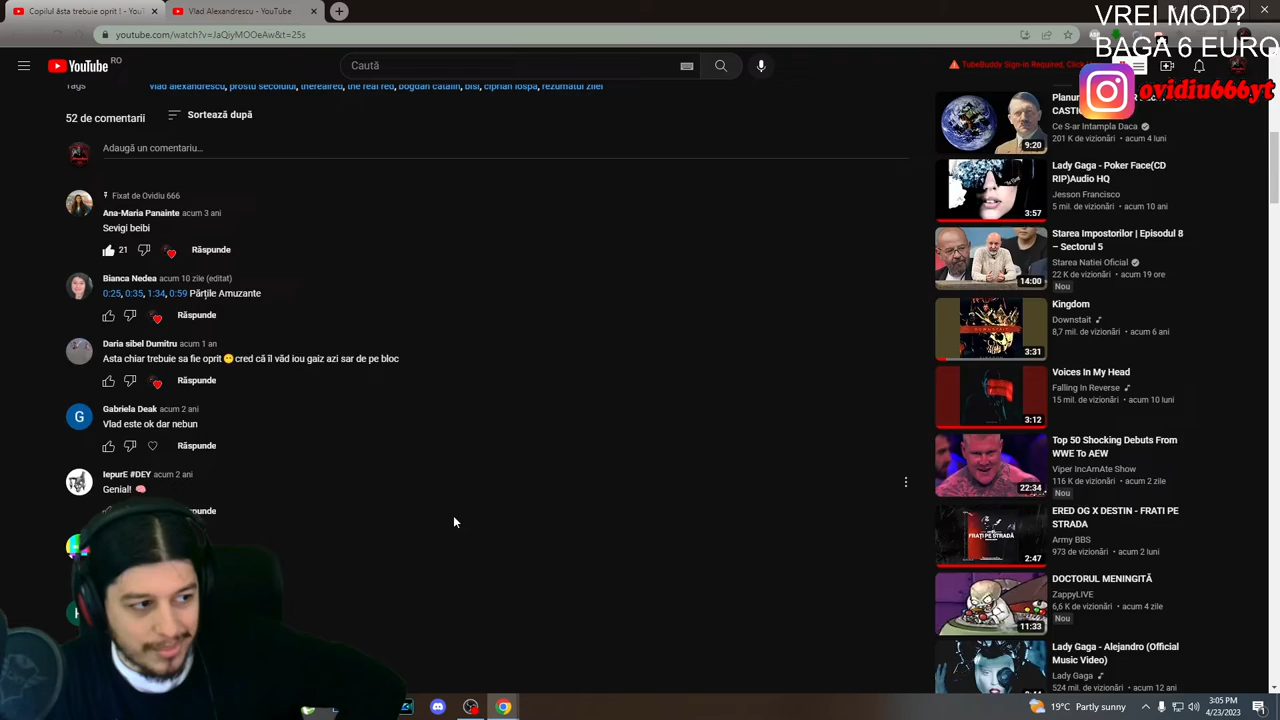 Copilul ăsta trebuie oprit ! - YouT
Vlad Alexandrescu - YouTube
VREI MOD?
BAGA 6 EURO
youtube.com/watch?v=JaQiyMOOeAw&t=25s
YouTube RO
Caută
TubeBuddy Sign-In Required, Click
ovidiu666yt
Tags
vlad alexandrescu, prostu secolului, therealred, the real red, bogdan catalin, bisi, ciprian iospa, rezumatul zilei
52 de comentarii
Sortează după
Adaugă un comentariu…
Fixat de Ovidiu 666
Ana-Maria Panainte acum 3 ani
Sevigi beibi
21
Răspunde
Bianca Nedea acum 10 zile (editat)
0:25, 0:35, 1:34, 0:59 Părțile Amuzante
Răspunde
Daria sibel Dumitru acum 1 an
Asta chiar trebuie sa fie oprit 😶cred că îl văd iou gaiz azi sar de pe bloc
Răspunde
G
Gabriela Deak acum 2 ani
Vlad este ok dar nebun
Răspunde
IepurE #DEY acum 2 ani
Genial! 🧠
Ce S-ar Intampla Daca
201 K de vizionări • acum 4 luni
9:20
Lady Gaga - Poker Face(CD
RIP)Audio HQ
Jesson Francisco
5 mil. de vizionări • acum 10 ani
3:57
Starea Impostorilor | Episodul 8
– Sectorul 5
Starea Natiei Oficial
22 K de vizionări • acum 19 ore
Nou
14:00
Kingdom
Downstait
8,7 mil. de vizionări • acum 6 ani
3:31
Voices In My Head
Falling In Reverse
15 mil. de vizionări • acum 10 luni
3:12
Top 50 Shocking Debuts From
WWE To AEW
Viper IncAmAte Show
116 K de vizionări • acum 2 zile
Nou
22:34
ERED OG X DESTIN - FRATI PE
STRADA
Army BBS
973 de vizionări • acum 2 luni
FRAȚI PE STRADĂ
2:47
DOCTORUL MENINGITĂ
ZappyLIVE
6,6 K de vizionări • acum 4 zile
Nou
11:33
Lady Gaga - Alejandro (Official
Music Video)
Lady Gaga
524 mil. de vizionări • acum 12 ani
19°C Partly sunny
3:05 PM
4/23/2023